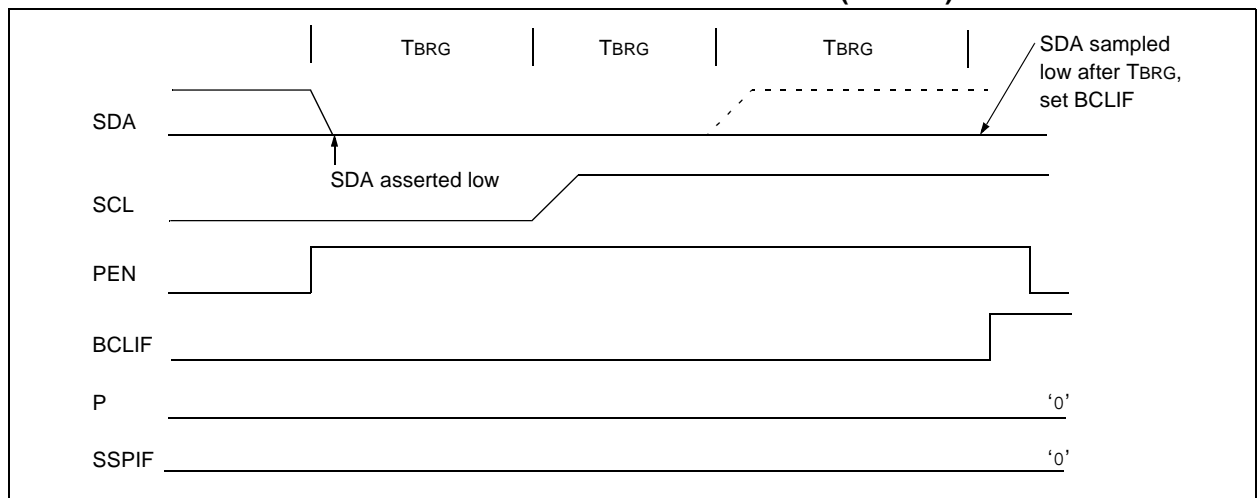 TBRG TBRG TBRG
SDA sampled
low after TBRG,
set BCLIF
SDA
SDA asserted low
SCL
PEN
BCLIF
P
‘0’
SSPIF
‘0’